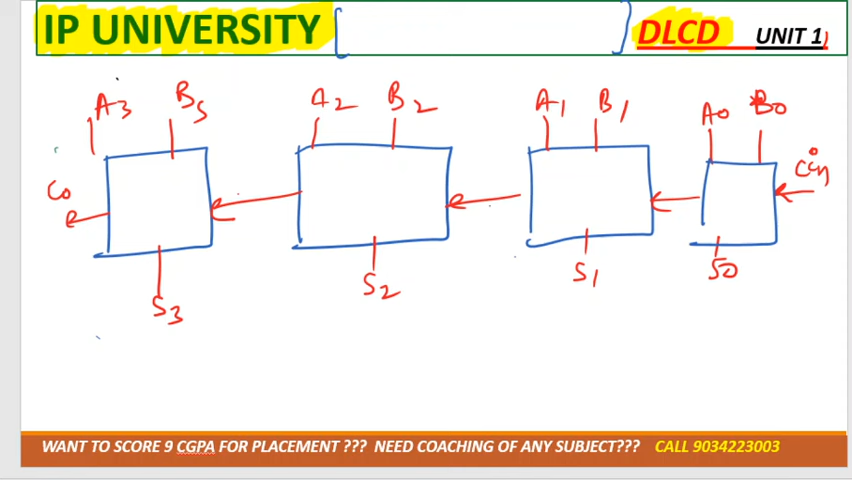 IP UNIVERSITY DLCD UNIT 1
A3 B3 A2 B2 A1 B1 A0 B0
Co Cin
S3 S2 S1 S0
WANT TO SCORE 9 CGPA FOR PLACEMENT ??? NEED COACHING OF ANY SUBJECT??? CALL 9034223003